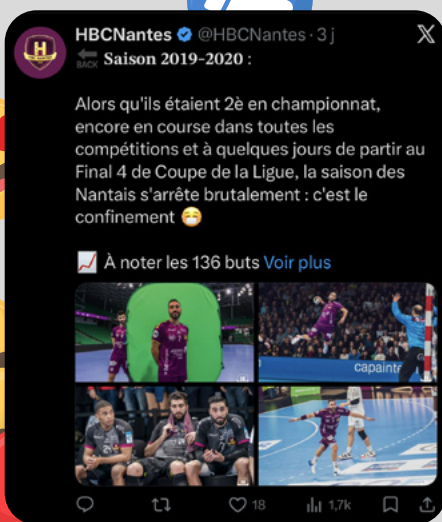 HBCNantes @HBCNantes · 3 j
BACK Saison 2019-2020 :
Alors qu'ils étaient 2è en championnat,
encore en course dans toutes les
compétitions et à quelques jours de partir au
Final 4 de Coupe de la Ligue, la saison des
Nantais s'arrête brutalement : c'est le
confinement 😷
📈 À noter les 136 buts Voir plus
capainte
18
1,7k